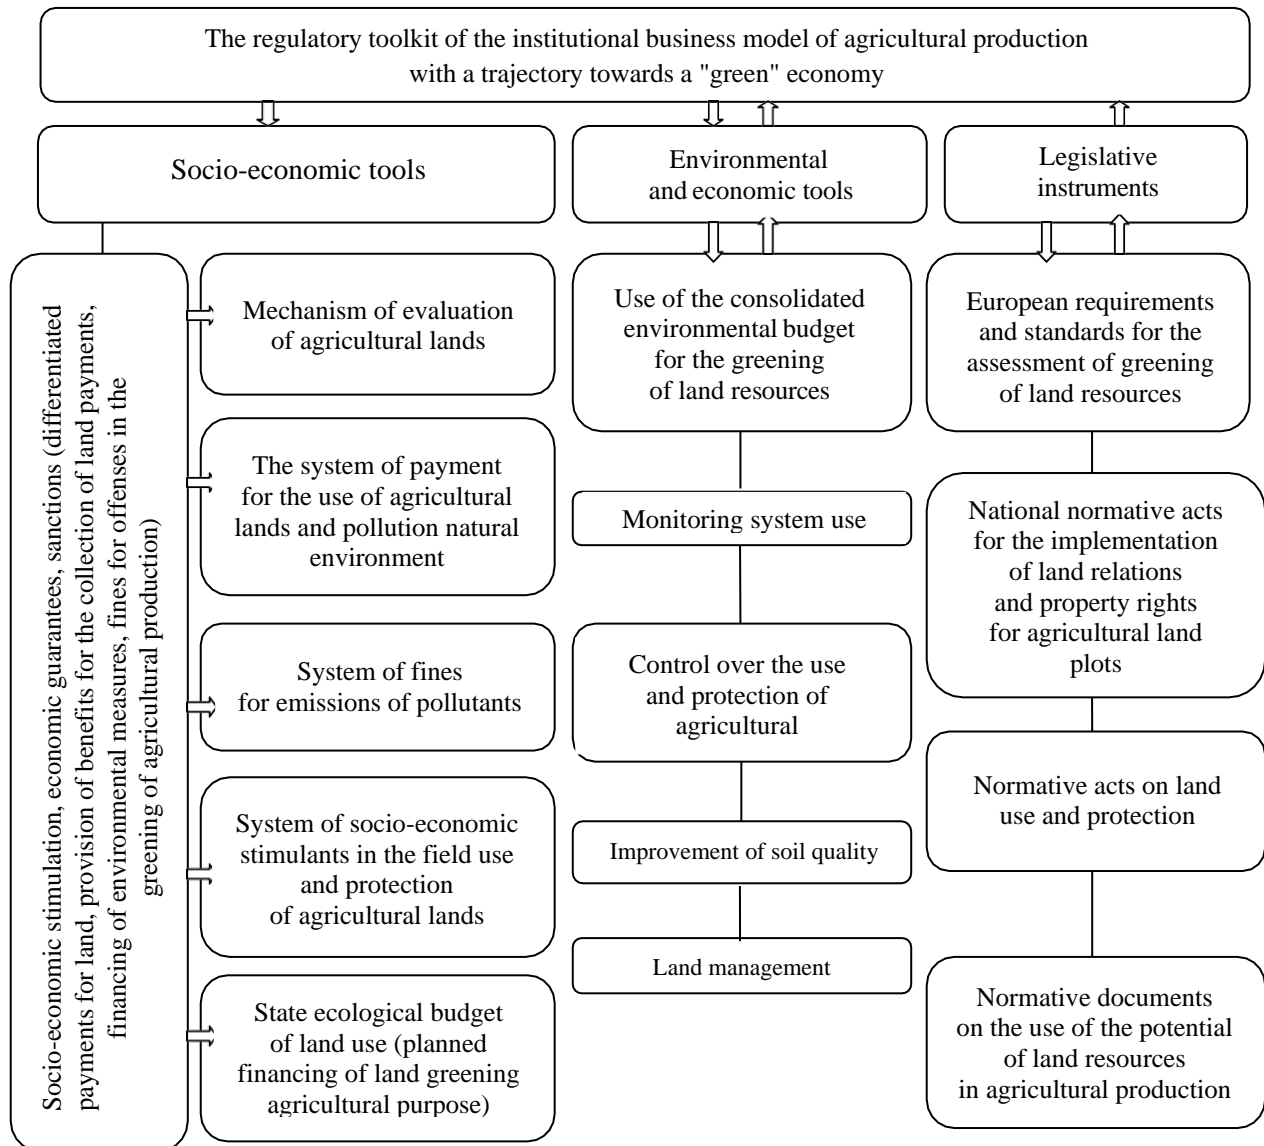 The regulatory toolkit of the institutional business model of agricultural production
with a trajectory towards a "green" economy
Socio-economic tools
Environmental
and economic tools
Legislative
instruments
Socio-economic stimulation, economic guarantees, sanctions (differentiated
payments for land, provision of benefits for the collection of land payments,
financing of environmental measures, fines for offenses in the
greening of agricultural production)
Mechanism of evaluation
of agricultural lands
The system of payment
for the use of agricultural
lands and pollution natural
environment
System of fines
for emissions of pollutants
System of socio-economic
stimulants in the field use
and protection
of agricultural lands
State ecological budget
of land use (planned
financing of land greening
agricultural purpose)
Use of the consolidated
environmental budget
for the greening
of land resources
Monitoring system use
Control over the use
and protection of
agricultural
Improvement of soil quality
Land management
European requirements
and standards for the
assessment of greening
of land resources
National normative acts
for the implementation
of land relations
and property rights
for agricultural land
plots
Normative acts on land
use and protection
Normative documents
on the use of the potential
of land resources
in agricultural production